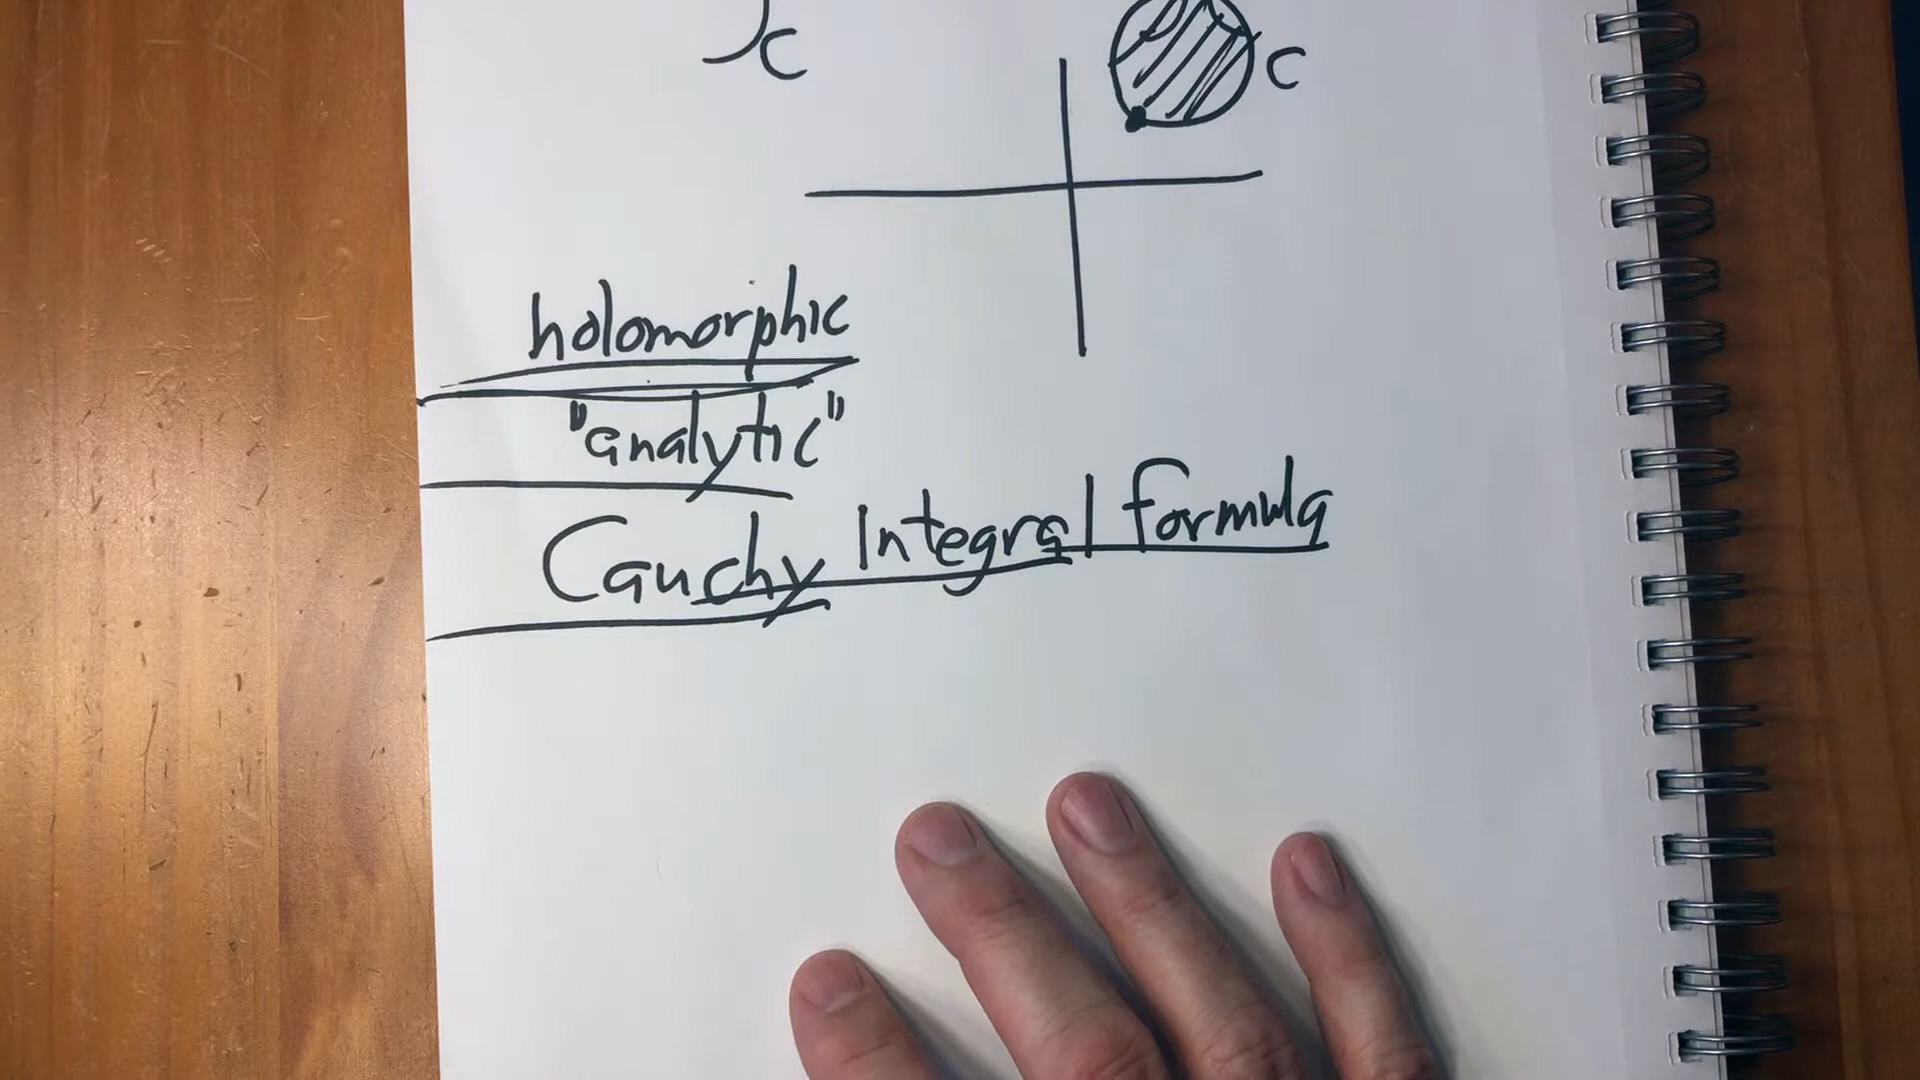 ∫C
C
holomorphic
"analytic"
Cauchy Integral formula